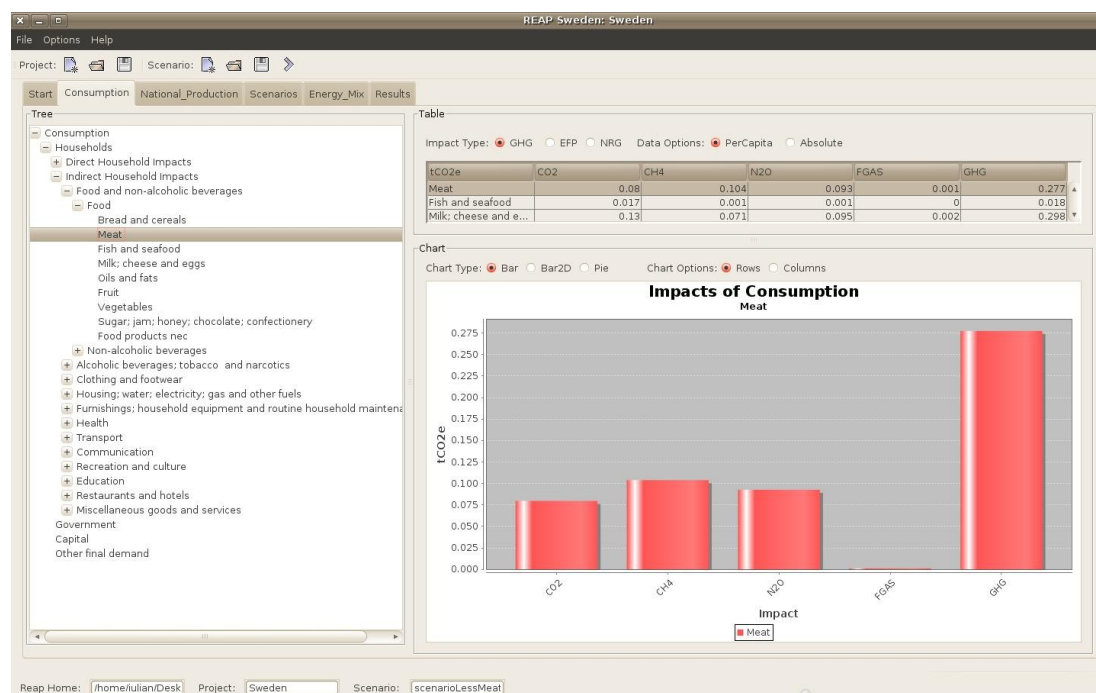 REAP Sweden: Sweden
File Options Help
Project: Scenario:
Start Consumption National_Production Scenarios Energy_Mix Results
Tree
Consumption
Households
Direct Household Impacts
Indirect Household Impacts
Food and non-alcoholic beverages
Food
Bread and cereals
Meat
Fish and seafood
Milk; cheese and eggs
Oils and fats
Fruit
Vegetables
Sugar; jam; honey; chocolate; confectionery
Food products nec
Non-alcoholic beverages
Alcoholic beverages; tobacco and narcotics
Clothing and footwear
Housing; water; electricity; gas and other fuels
Furnishings; household equipment and routine household maintena
Health
Transport
Communication
Recreation and culture
Education
Restaurants and hotels
Miscellaneous goods and services
Government
Capital
Other final demand
Table
Impact Type: GHG EFP NRG Data Options: PerCapita Absolute
tCO2e CO2 CH4 N2O FGAS GHG
Meat 0.08 0.104 0.093 0.001 0.277
Fish and seafood 0.017 0.001 0.001 0 0.018
Milk; cheese and e... 0.13 0.071 0.095 0.002 0.298
Chart
Chart Type: Bar Bar2D Pie Chart Options: Rows Columns
Impacts of Consumption
Meat
0.275
0.250
0.225
0.200
0.175
0.150
0.125
0.100
0.075
0.050
0.025
0.000
tCO2e
CO2 CH4 N2O FGAS GHG
Impact
Meat
Reap Home: /home/iulian/Desk Project: Sweden Scenario: scenarioLessMeat